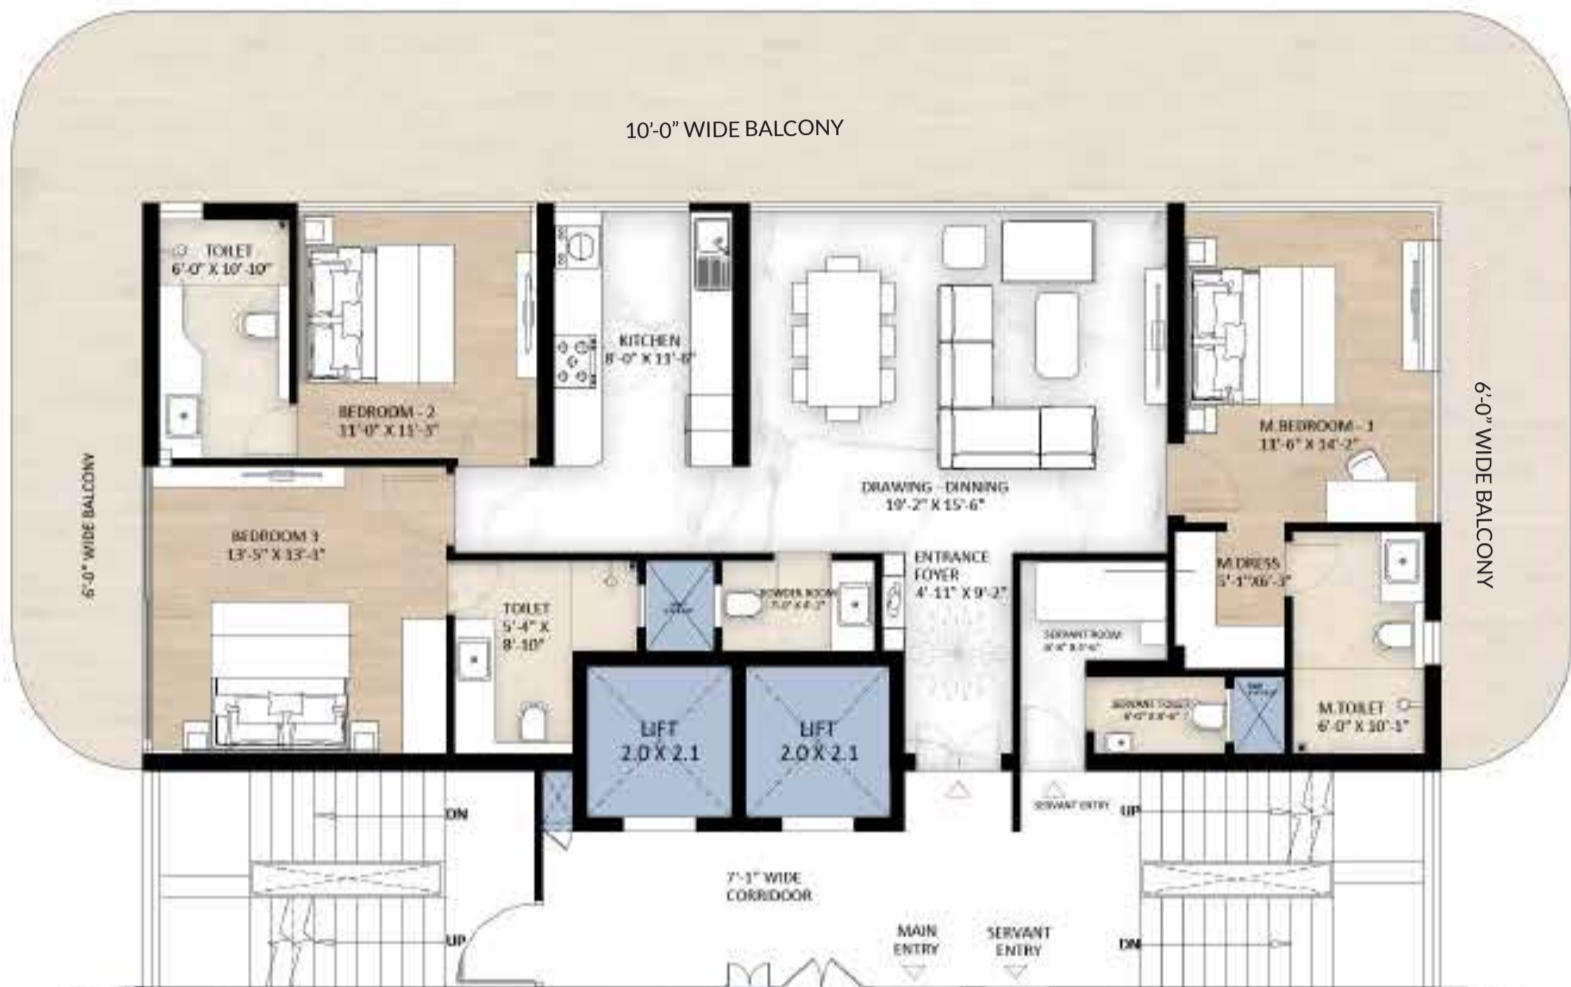 10'-0" WIDE BALCONY
TOILET
6'-0" X 10'-10"
KITCHEN
8'-0" X 11'-6"
BEDROOM - 2
11'-0" X 11'-3"
M.BEDROOM - 1
11'-6" X 14'-2"
6'-0" WIDE BALCONY
6'-0" WIDE BALCONY
DRAWING - DINNING
19'-2" X 15'-6"
BEDROOM 3
13'-5" X 13'-1"
ENTRANCE
FOYER
4'-11" X 9'-2"
M.DRESS
5'-1"X6'-3"
TOILET
5'-4" X
8'-10"
POWDER ROOM
SERVANT ROOM
SERVANT TOILET
M.TOILET
6'-0" X 10'-1"
LIFT
2.0 X 2.1
LIFT
2.0 X 2.1
SERVANT ENTRY
DN
UP
7'-1" WIDE
CORRIDOOR
MAIN
ENTRY
SERVANT
ENTRY
UP
DN